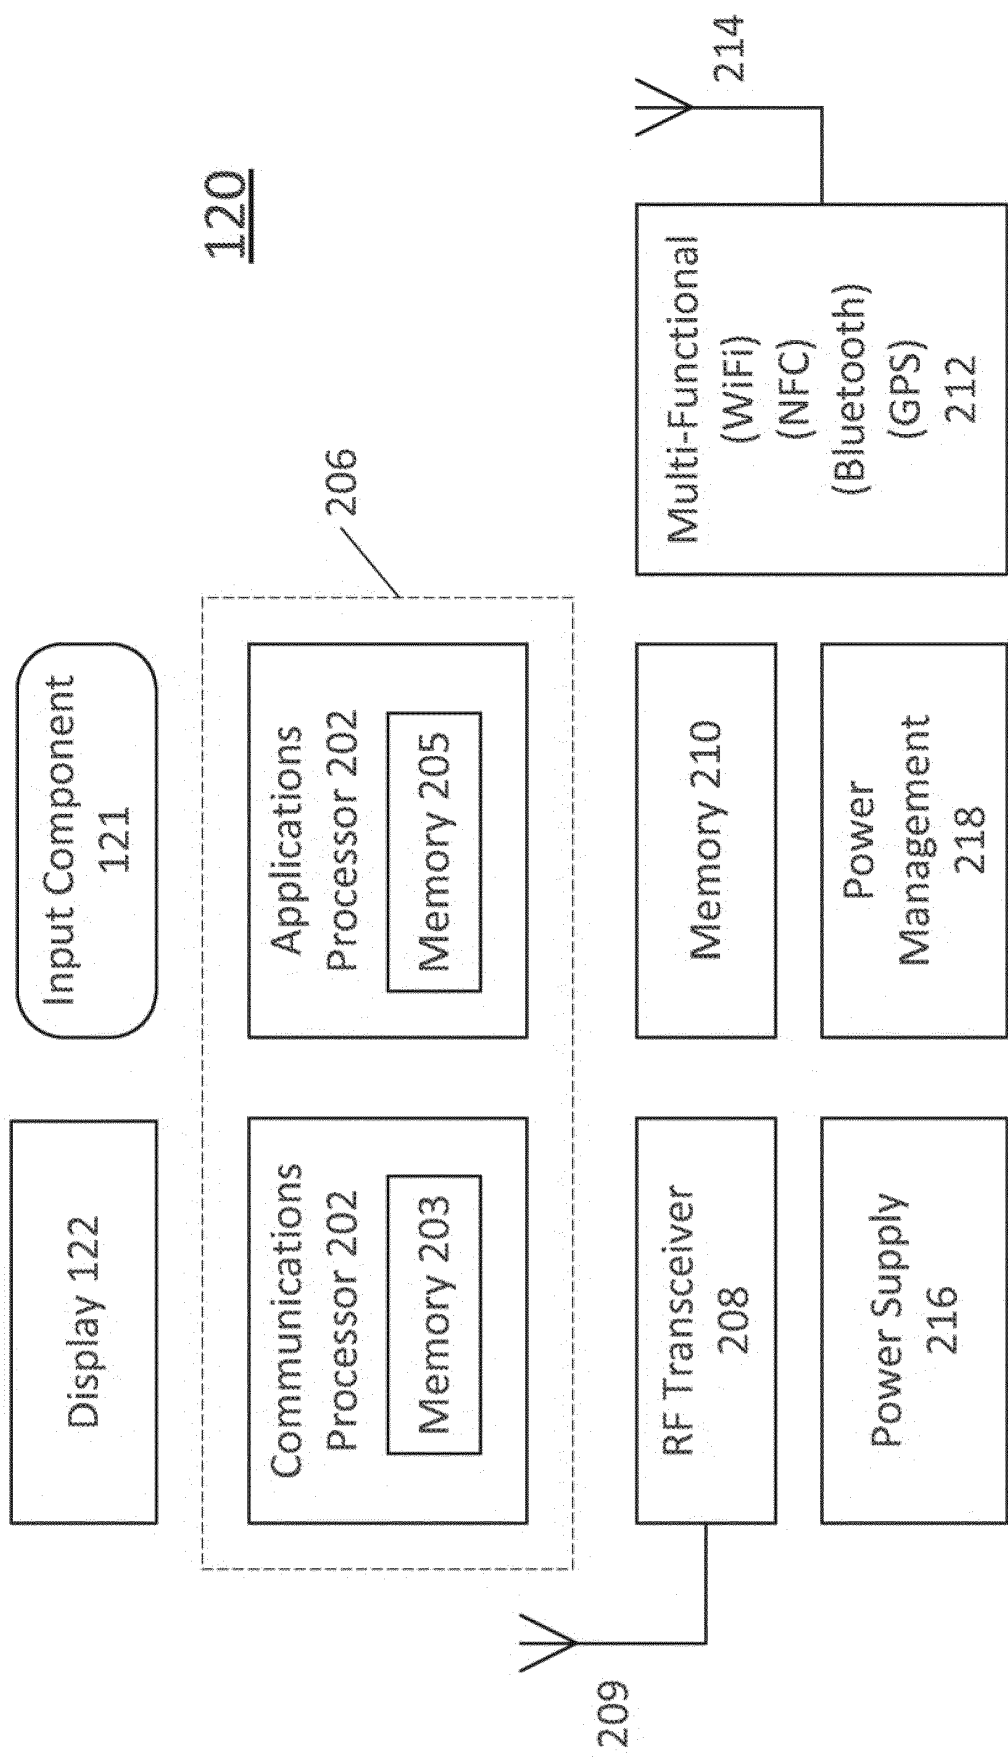 120
Display 122
Input Component
121
206
Communications
Processor 202
Memory 203
Applications
Processor 202
Memory 205
209
RF Transceiver
208
Memory 210
Multi-Functional
(WiFi)
(NFC)
(Bluetooth)
(GPS)
212
214
Power Supply
216
Power
Management
218